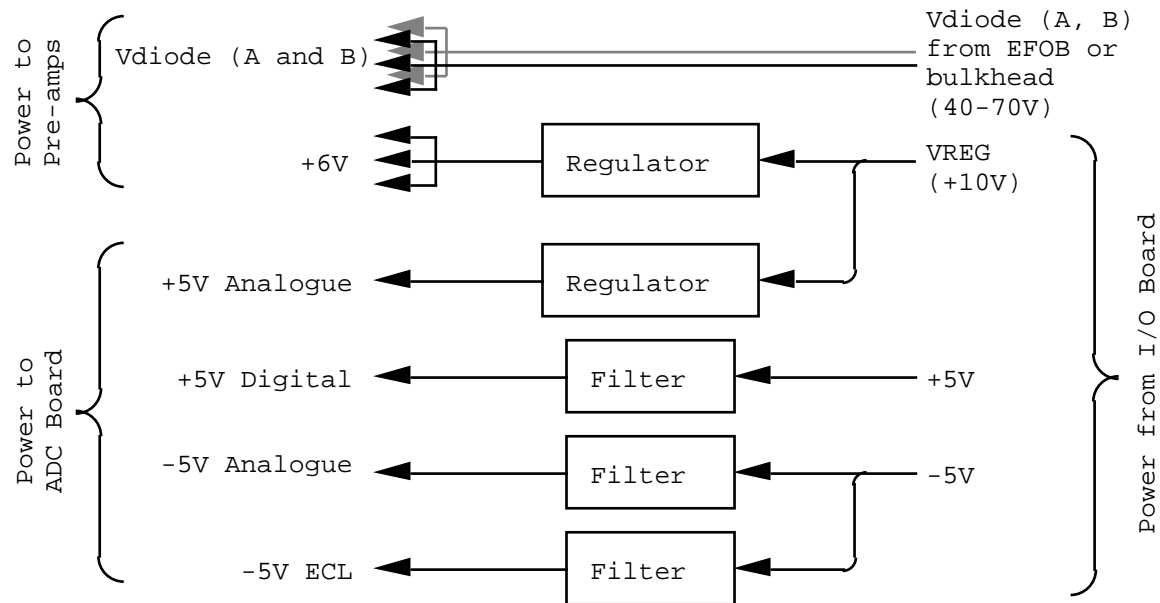 Power to
Pre-amps
Vdiode (A and B)
Vdiode (A, B)
from EFOB or
bulkhead
(40-70V)
+6V
Regulator
VREG
(+10V)
Power to
ADC Board
+5V Analogue
Regulator
+5V Digital
Filter
+5V
-5V Analogue
Filter
-5V
-5V ECL
Filter
Power from I/O Board